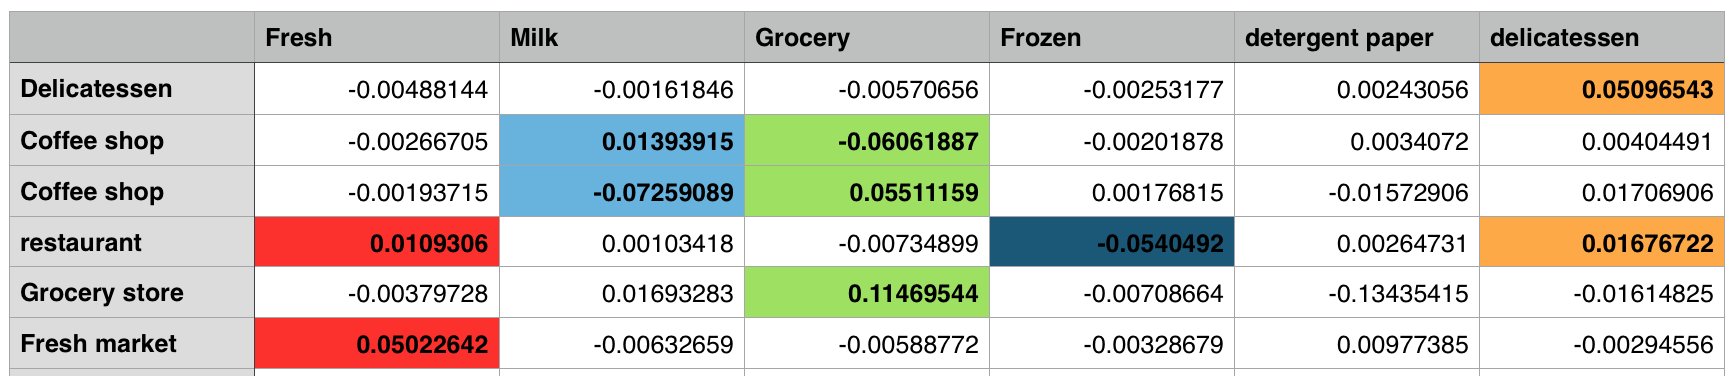 Fresh Milk Grocery Frozen detergent paper delicatessen
Delicatessen -0.00488144 -0.00161846 -0.00570656 -0.00253177 0.00243056 0.05096543
Coffee shop -0.00266705 0.01393915 -0.06061887 -0.00201878 0.0034072 0.00404491
Coffee shop -0.00193715 -0.07259089 0.05511159 0.00176815 -0.01572906 0.01706906
restaurant 0.0109306 0.00103418 -0.00734899 -0.0540492 0.00264731 0.01676722
Grocery store -0.00379728 0.01693283 0.11469544 -0.00708664 -0.13435415 -0.01614825
Fresh market 0.05022642 -0.00632659 -0.00588772 -0.00328679 0.00977385 -0.00294556